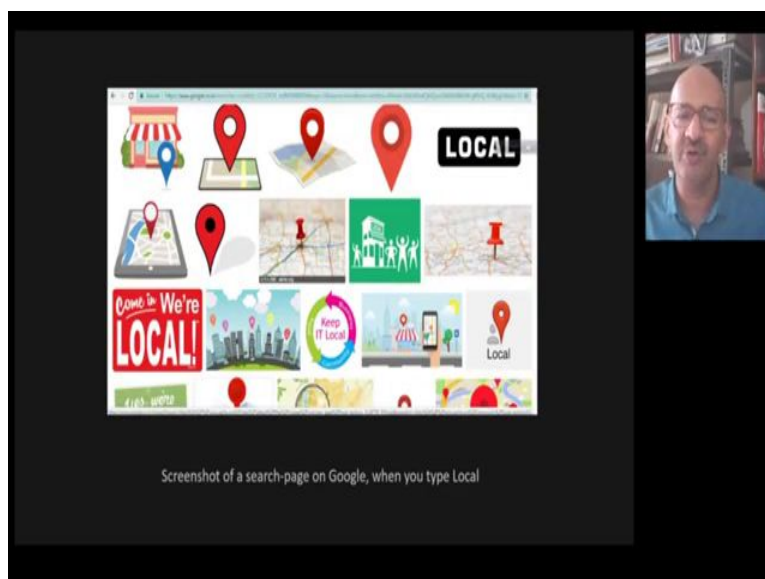 LOCAL
Come in We're
LOCAL!
Keep
IT Local
Local
Screenshot of a search-page on Google, when you type Local